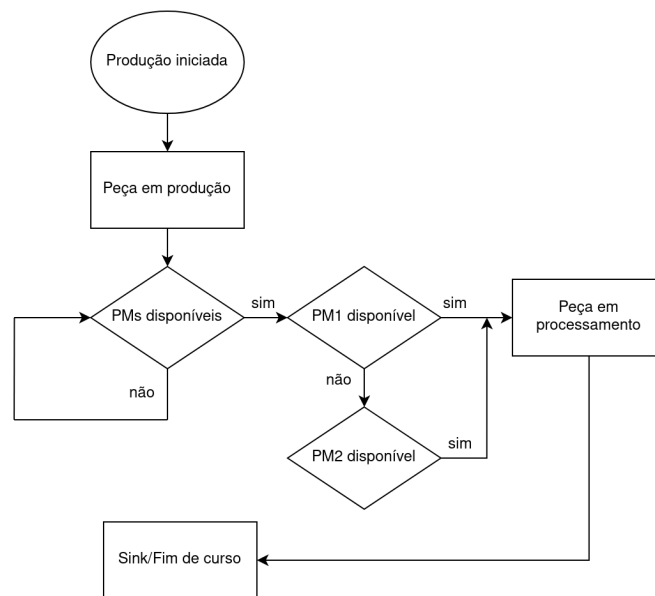 Produção iniciada
Peça em produção
PMs disponíveis
sim
PM1 disponível
sim
Peça em
processamento
não
não
PM2 disponível
sim
Sink/Fim de curso